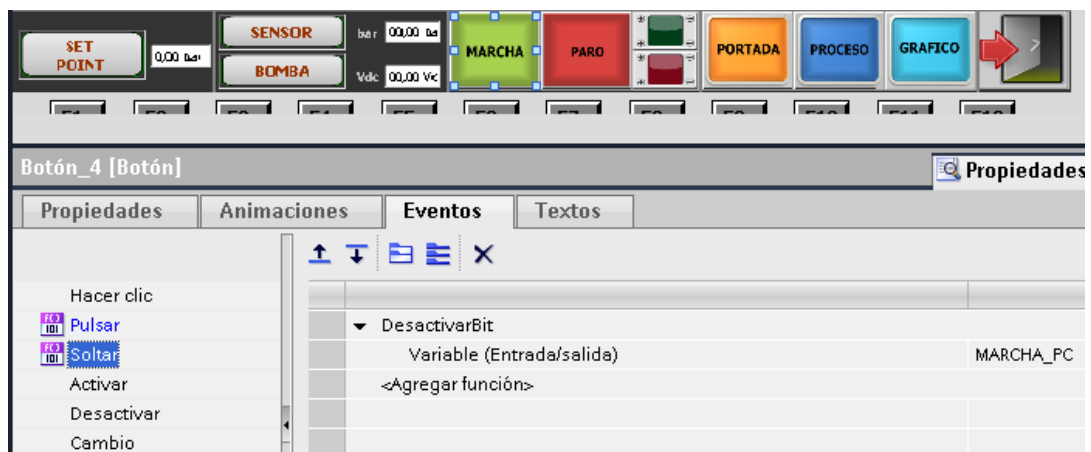 SET
POINT
0,00 bar
SENSOR
BOMBA
bar 00,00 ba
Vdc 00,00 Vc
MARCHA
PARO
PORTADA
PROCESO
GRAFICO
Botón_4 [Botón]
Propiedades
Propiedades
Animaciones
Eventos
Textos
Hacer clic
Pulsar
Soltar
Activar
Desactivar
Cambio
DesactivarBit
Variable (Entrada/salida)
MARCHA_PC
<Agregar función>